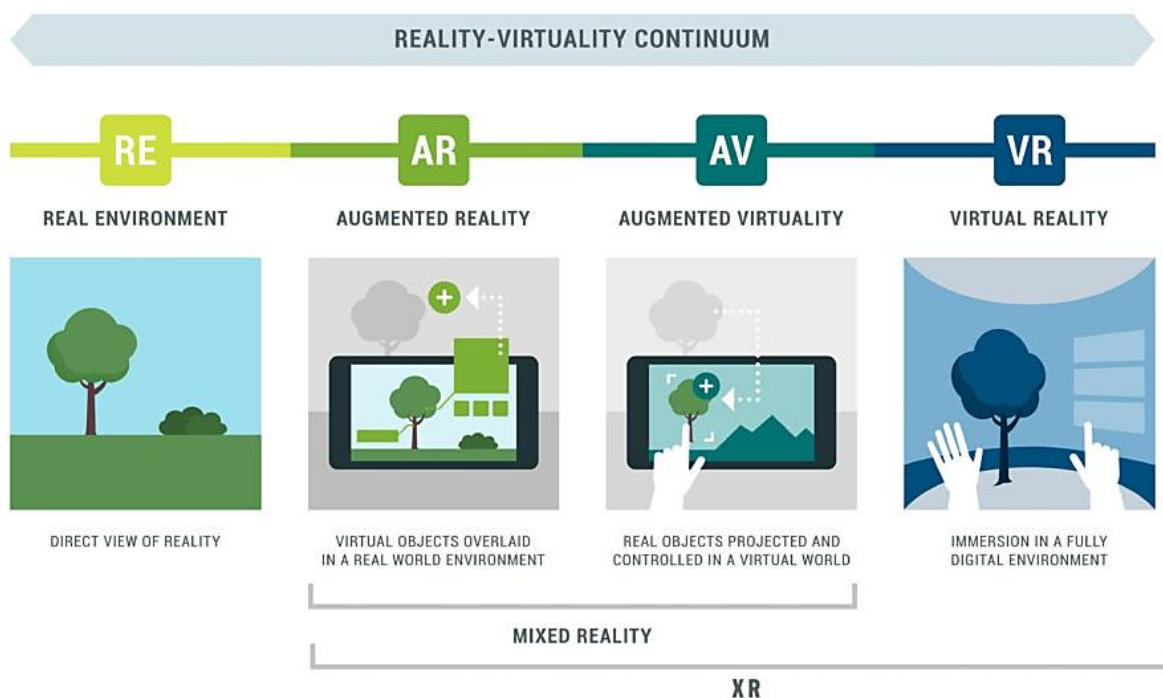 REALITY-VIRTUALITY CONTINUUM
RE
AR
AV
VR
REAL ENVIRONMENT
AUGMENTED REALITY
AUGMENTED VIRTUALITY
VIRTUAL REALITY
DIRECT VIEW OF REALITY
VIRTUAL OBJECTS OVERLAID
IN A REAL WORLD ENVIRONMENT
REAL OBJECTS PROJECTED AND
CONTROLLED IN A VIRTUAL WORLD
IMMERSION IN A FULLY
DIGITAL ENVIRONMENT
MIXED REALITY
XR